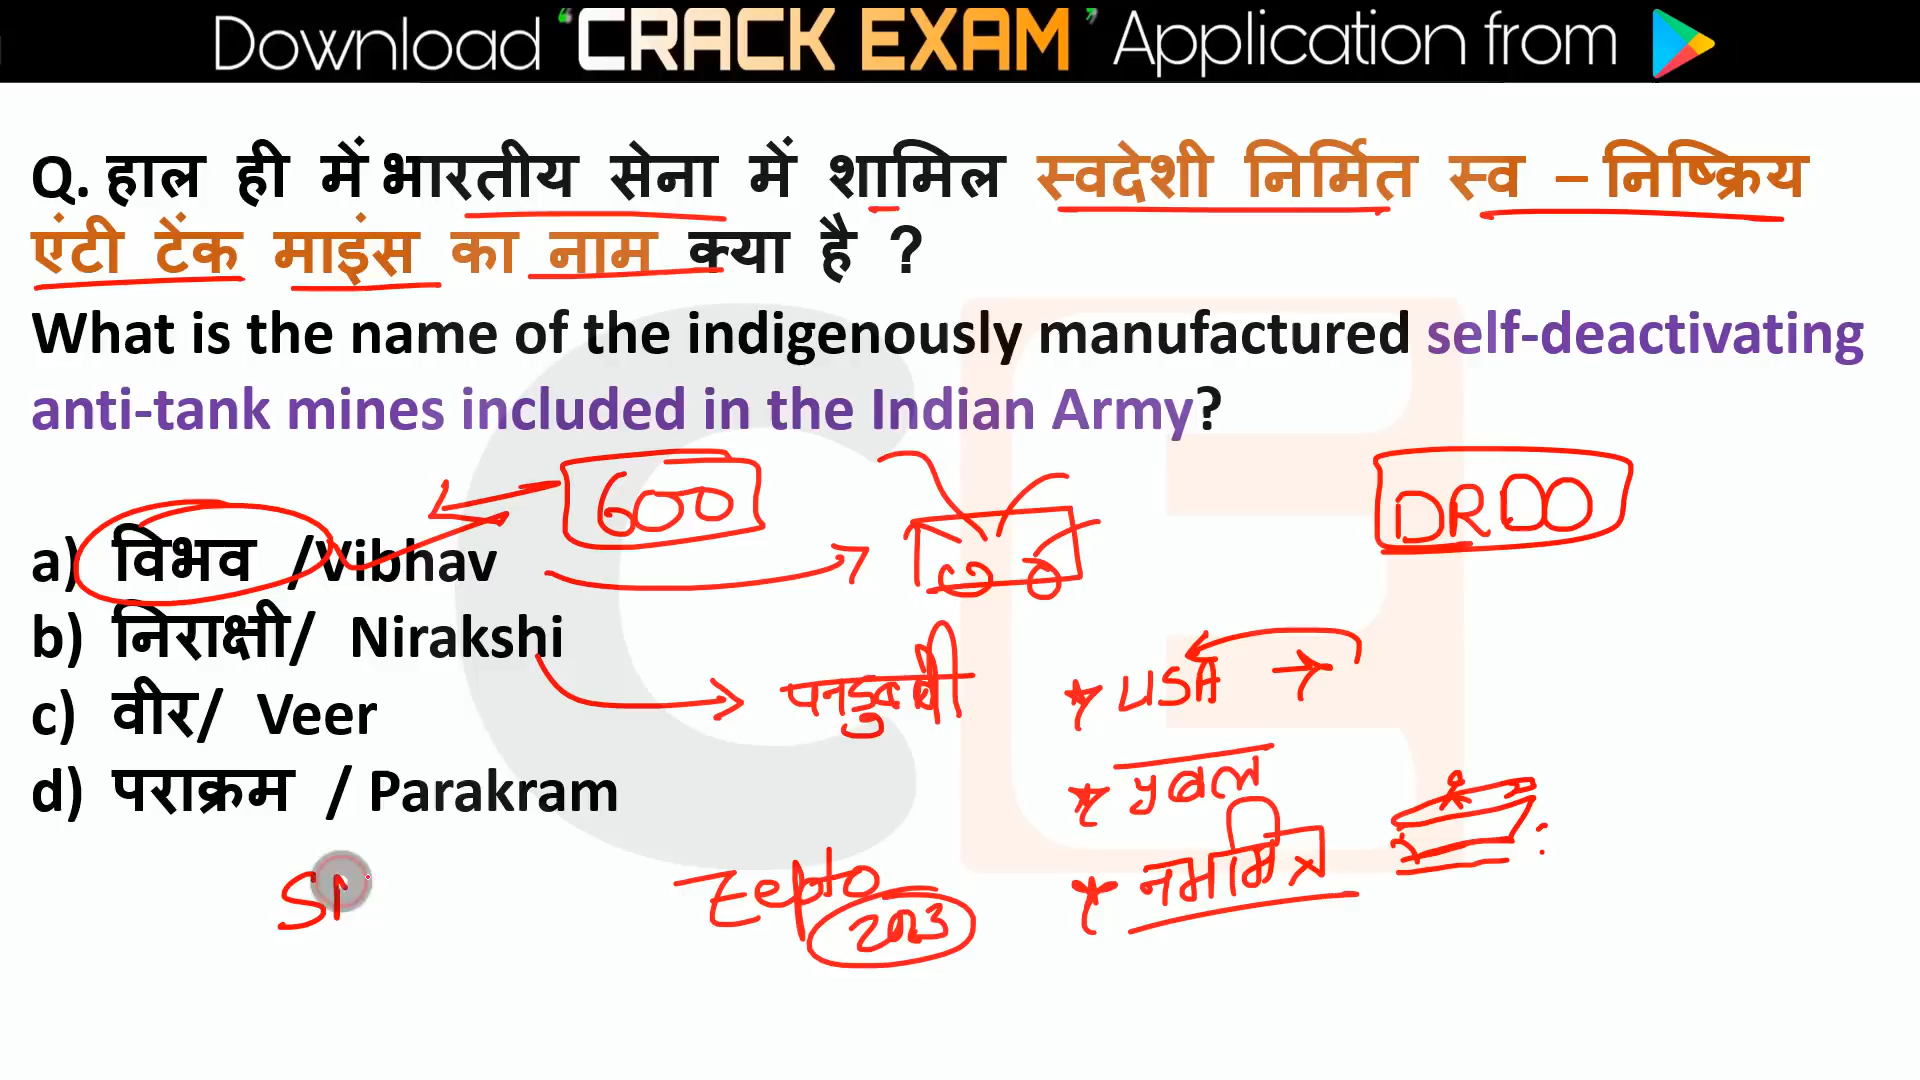 Download ‘CRACK EXAM’ Application from
Q. हाल ही में भारतीय सेना में शामिल स्वदेशी निर्मित स्व – निष्क्रिय
एंटी टेंक माइंस का नाम क्या है ?
What is the name of the indigenously manufactured self-deactivating
anti-tank mines included in the Indian Army?
600
DRDO
a) विभव /Vibhav
b) निराक्षी/ Nirakshi
पनडुब्बी
USA
c) वीर/ Veer
d) पराक्रम / Parakram
Zepto
2023